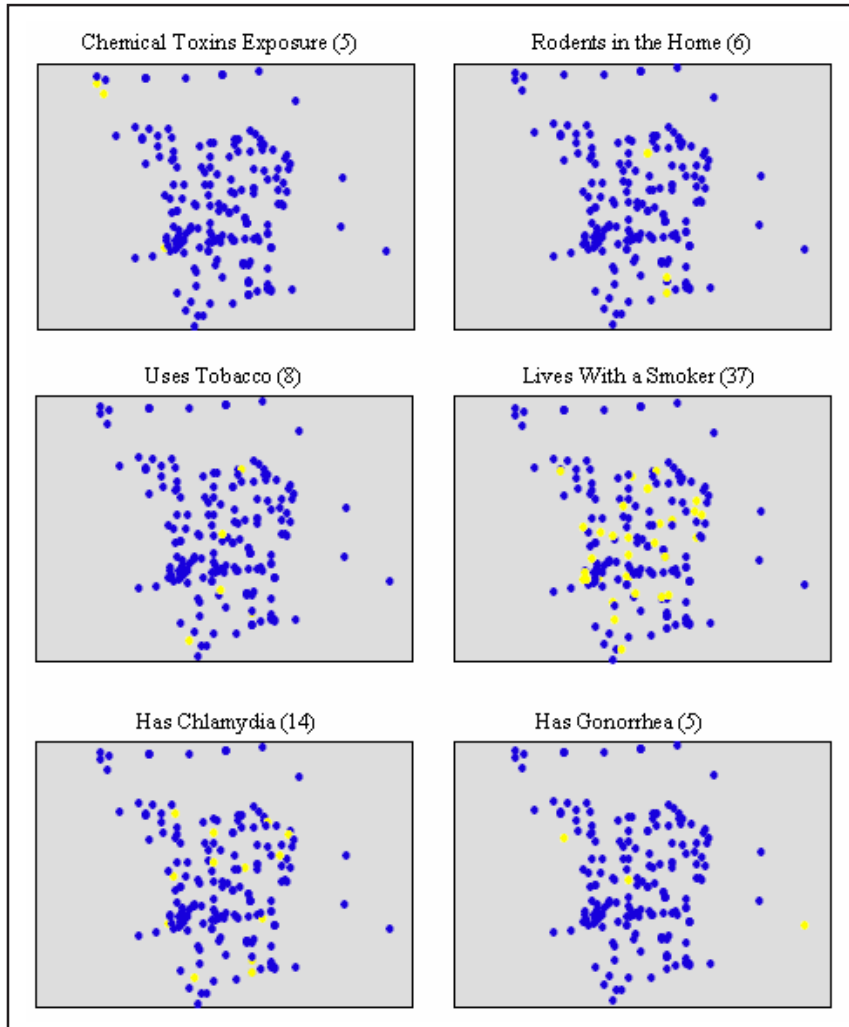 Chemical Toxins Exposure (5)
Rodents in the Home (6)
Uses Tobacco (8)
Lives With a Smoker (37)
Has Chlamydia (14)
Has Gonorrhea (5)